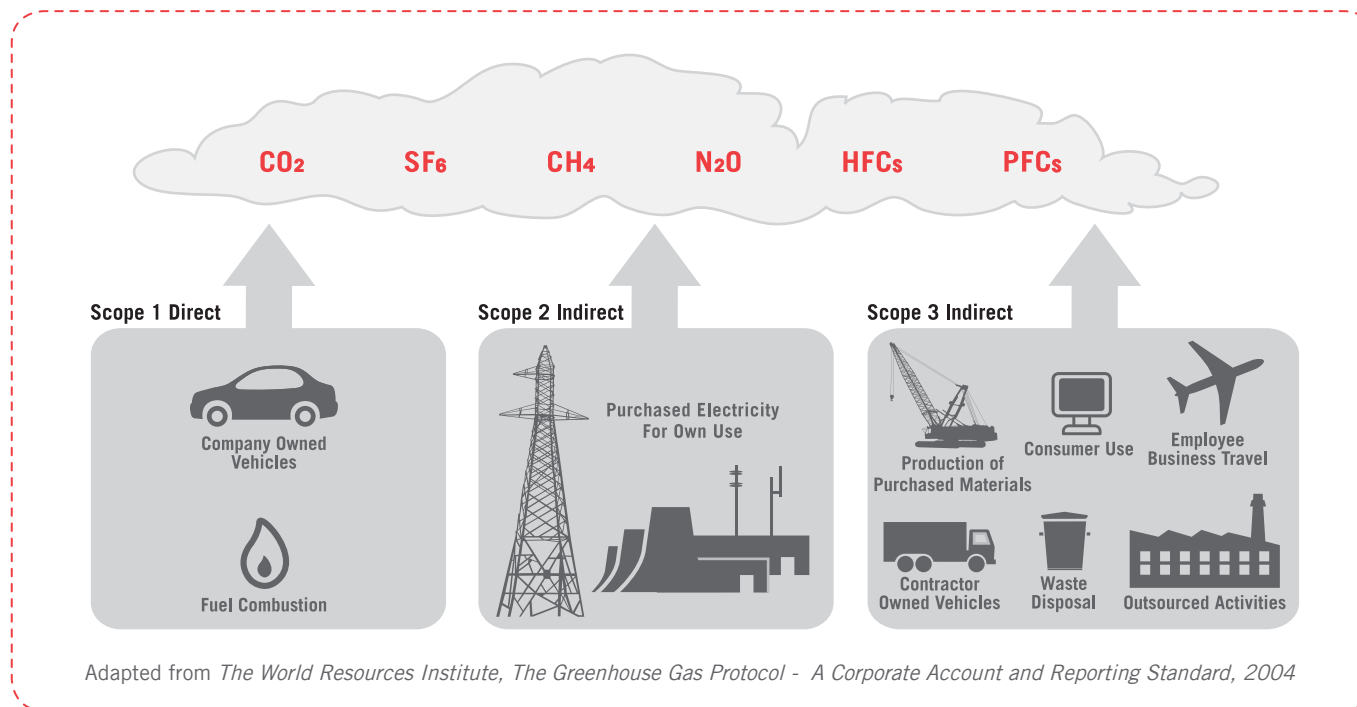 CO₂ SF₆ CH₄ N₂O HFCs PFCs
Scope 1 Direct
Company Owned
Vehicles
Fuel Combustion
Scope 2 Indirect
Purchased Electricity
For Own Use
Scope 3 Indirect
Production of
Purchased Materials
Consumer Use
Employee
Business Travel
Contractor
Owned Vehicles
Waste
Disposal
Outsourced Activities
Adapted from The World Resources Institute, The Greenhouse Gas Protocol - A Corporate Account and Reporting Standard, 2004